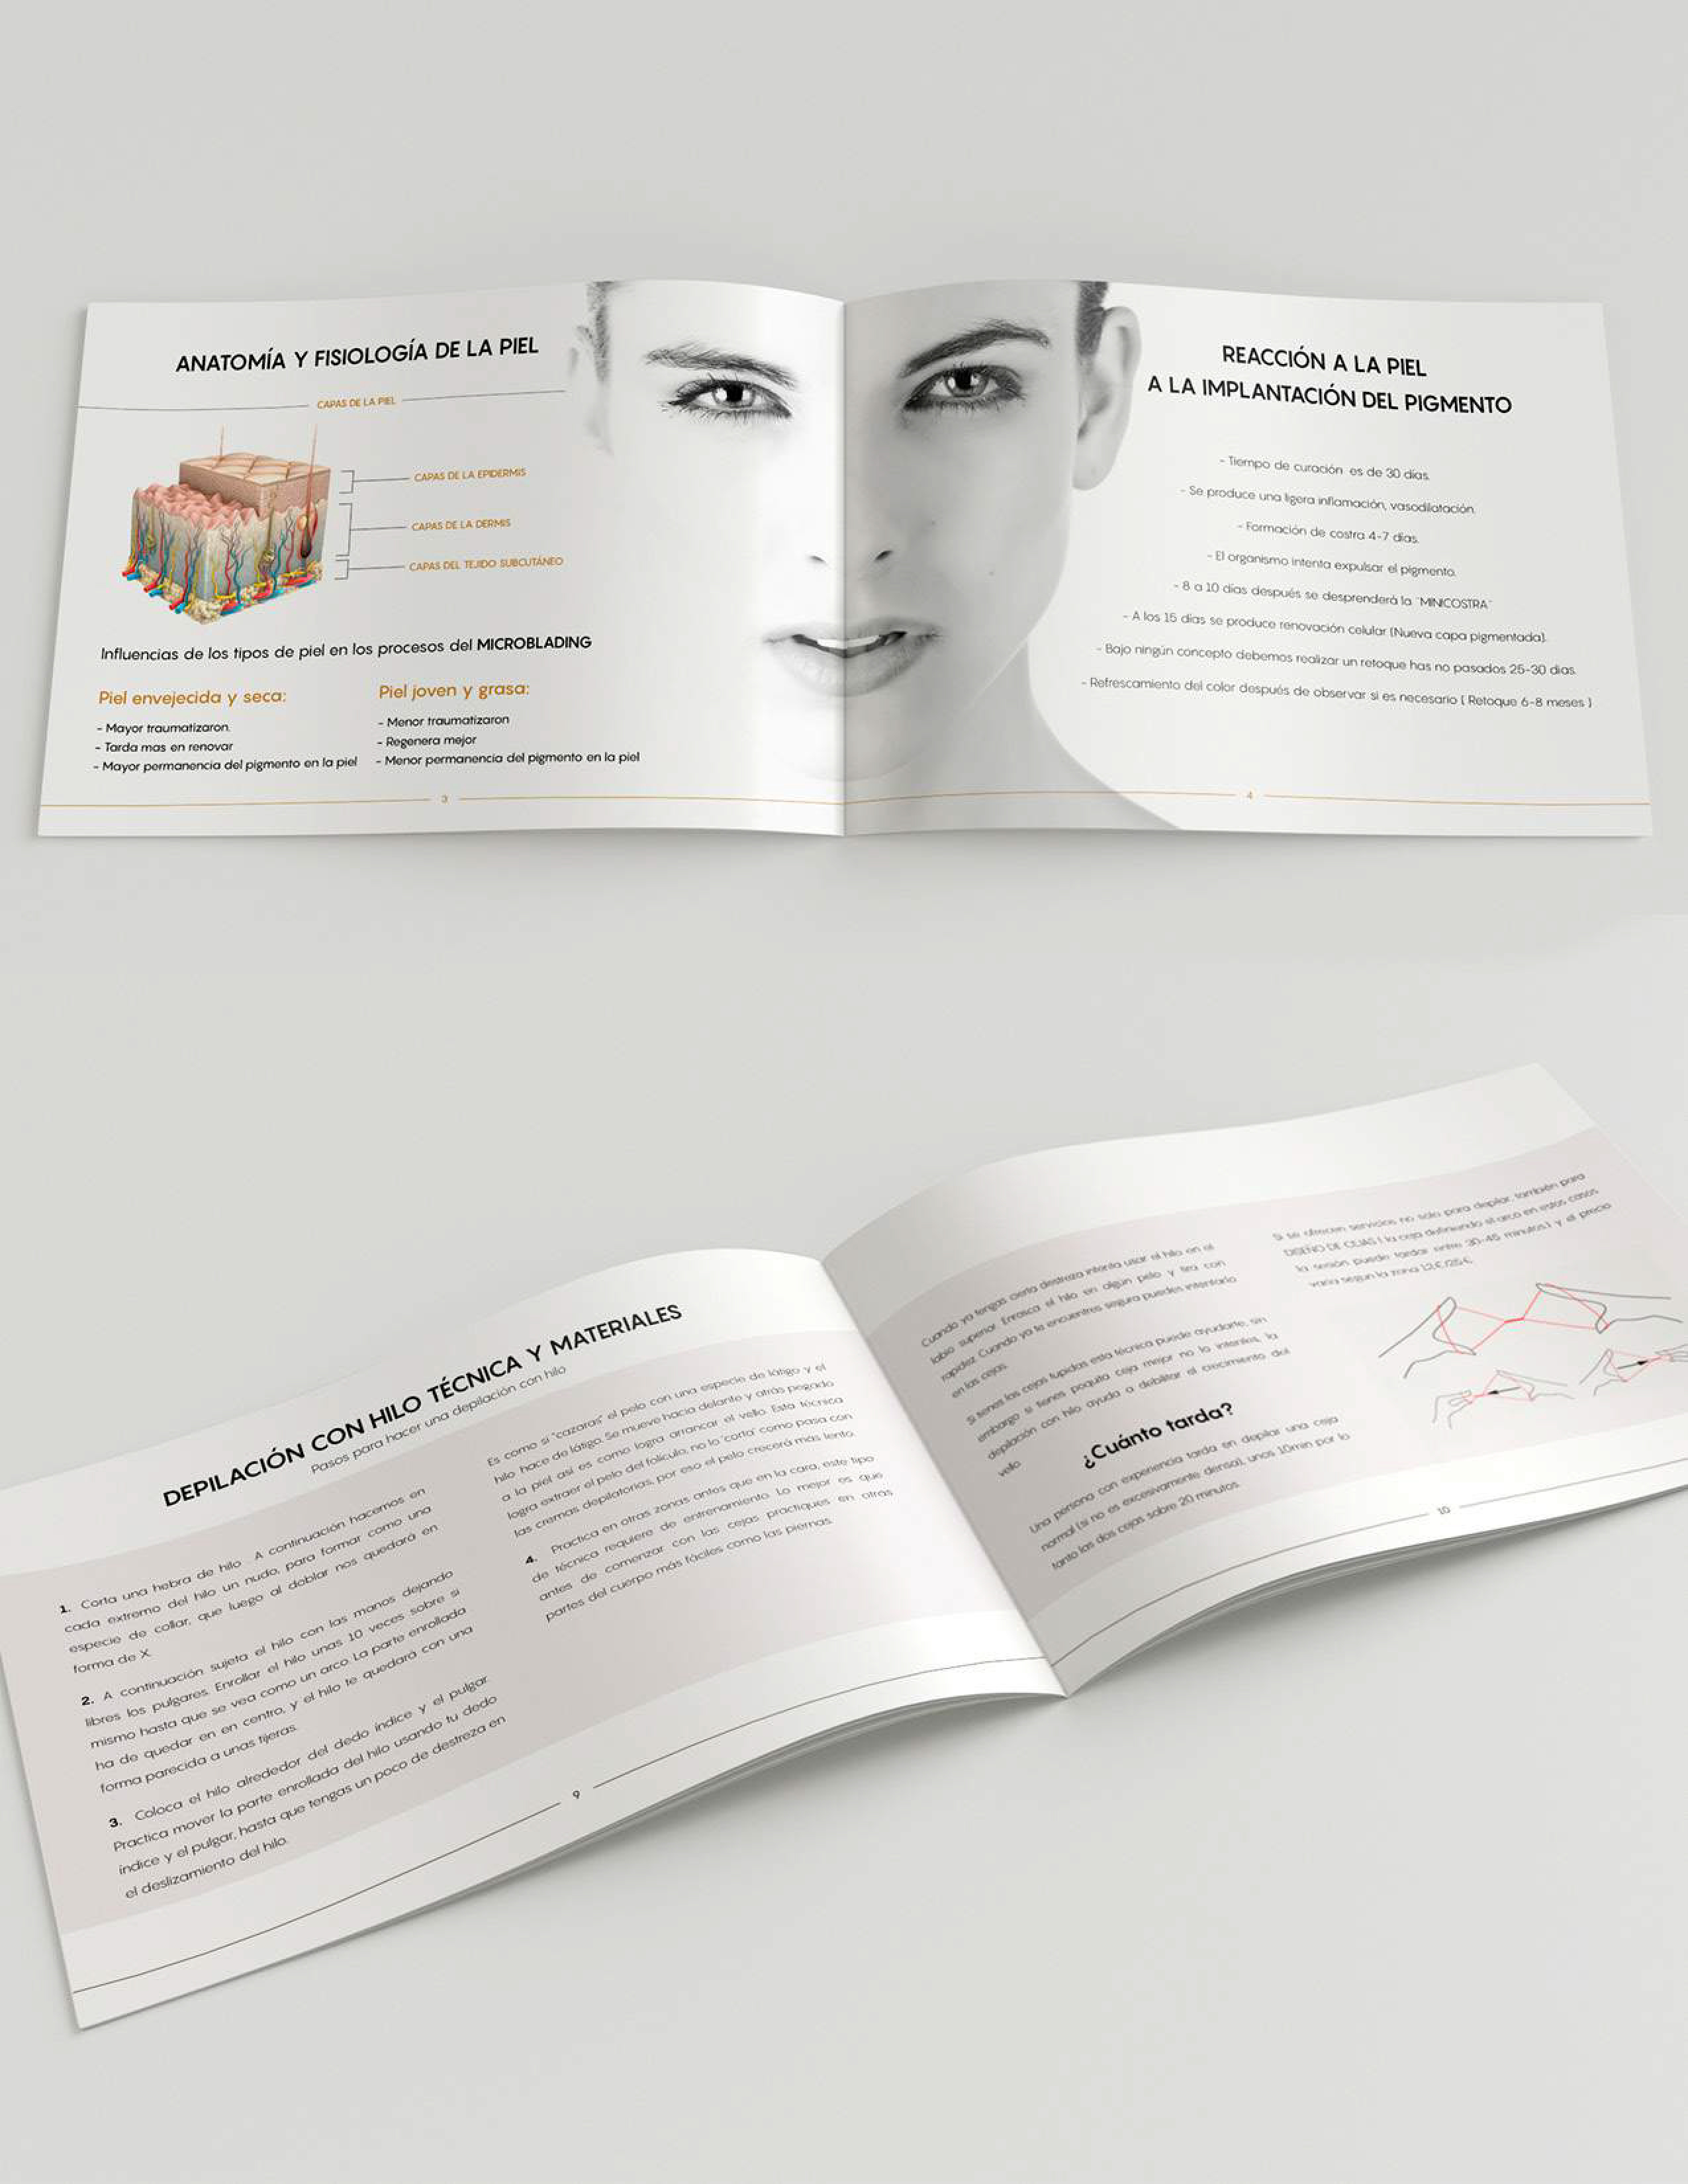 ANATOMÍA Y FISIOLOGÍA DE LA PIEL
CAPAS DE LA PIEL
CAPAS DE LA EPIDERMIS
CAPAS DE LA DERMIS
CAPAS DEL TEJIDO SUBCUTÁNEO
Influencias de los tipos de piel en los procesos del MICROBLADING
Piel envejecida y seca:
- Mayor traumatizaron.
- Tarda mas en renovar
- Mayor permanencia del pigmento en la piel
Piel joven y grasa:
- Menor traumatizaron
- Regenera mejor
- Menor permanencia del pigmento en la piel
3
REACCIÓN A LA PIEL
A LA IMPLANTACIÓN DEL PIGMENTO
- Tiempo de curación es de 30 días.
- Se produce una ligera inflamación, vasodilatación.
- Formación de costra 4-7 días.
- El organismo intenta expulsar el pigmento.
- 8 a 10 días después se desprenderá la "MINICOSTRA"
- A los 15 días se produce renovación celular (Nueva capa pigmentada).
- Bajo ningún concepto debemos realizar un retoque has no pasados 25-30 dias.
- Refrescamiento del color después de observar si es necesario ( Retoque 6-8 meses )
4
DEPILACIÓN CON HILO TÉCNICA Y MATERIALES
Pasos para hacer una depilación con hilo
1. Corta una hebra de hilo. A continuación hacemos en
cada extremo del hilo un nudo, para formar como una
especie de collar, que luego al doblar nos quedará en
forma de X.
2. A continuación sujeta el hilo con las manos dejando
libres los pulgares. Enrollar el hilo unas 10 veces sobre si
mismo hasta que se vea como un arco. La parte enrollada
ha de quedar en en centro, y el hilo te quedará con una
forma parecida a unas tijeras.
3. Coloca el hilo alrededor del dedo índice y el pulgar.
Practica mover la parte enrollada del hilo usando tu dedo
índice y el pulgar, hasta que tengas un poco de destreza en
el deslizamiento del hilo.
Es como si "cazaras" el pelo con una especie de látigo y el
hilo hace de látigo. Se mueve hacia delante y atrás pegado
a la piel así es como logra arrancar el vello. Esta técnica
logra extraer el pelo del folículo, no lo "corta" como pasa con
las cremas depilatorias, por eso el pelo crecerá más lento.
4. Practica en otras zonas antes que en la cara, este tipo
de técnica requiere de entrenamiento. Lo mejor es que
antes de comenzar con las cejas practiques en otras
partes del cuerpo más fáciles como las piernas.
9
Cuando ya tengas cierta destreza intenta usar el hilo en el
labio superior. Enrosca el hilo en algún pelo y tira con
rapidez. Cuando ya te encuentres segura puedes intentarlo
en las cejas.
Si tienes las cejas tupidas esta técnica puede ayudarte, sin
embargo si tienes poquita ceja mejor no lo intentes, la
depilación con hilo ayuda a debilitar el crecimiento del
vello.
¿Cuánto tarda?
Una persona con experiencia tarda en depilar una ceja
normal (si no es excesivamente densa), unos 10min por lo
tanto las dos cejas sobre 20 minutos.
Si se ofrecen servicios no solo para depilar, también para
DISEÑO DE CEJAS ( la ceja definiendo el arco en estos casos
la sesión puede tardar entre 30-45 minutos) y el precio
varía segun la zona 12€/25€.
10